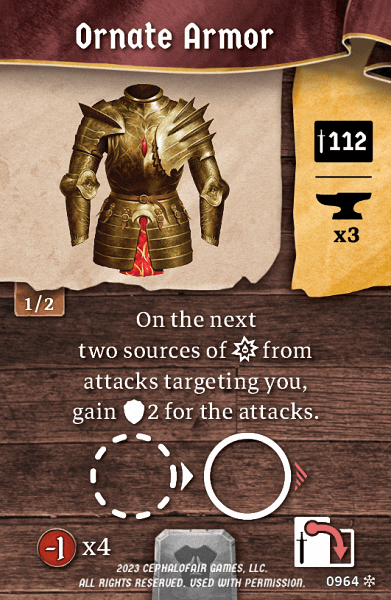 Ornate Armor
112
x3
1/2
On the next
two sources of from
attacks targeting you,
gain 2 for the attacks.
-1 x4
2023 CEPHALOFAIR GAMES, LLC.
ALL RIGHTS RESERVED. USED WITH PERMISSION.
0964